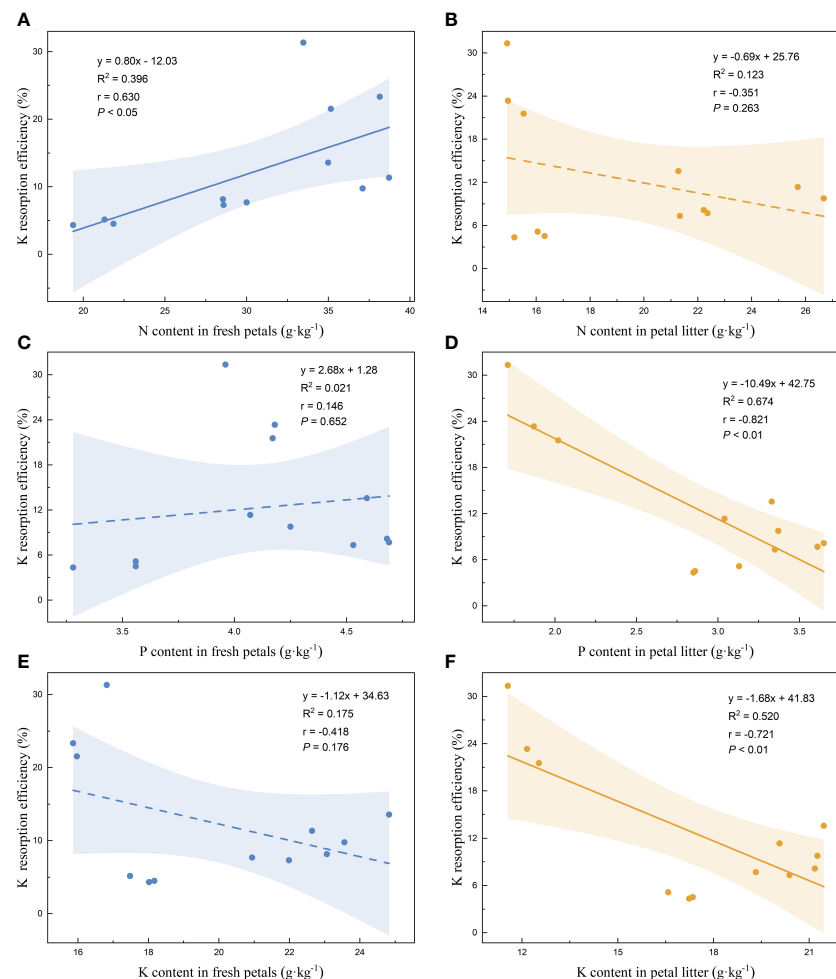 A
y = 0.80x - 12.03
R² = 0.396
r = 0.630
P < 0.05
K resorption efficiency (%)
30
20
10
0
20 25 30 35 40
N content in fresh petals (g·kg⁻¹)
B
y = -0.69x + 25.76
R² = 0.123
r = -0.351
P = 0.263
K resorption efficiency (%)
30
24
18
12
6
0
14 16 18 20 22 24 26
N content in petal litter (g·kg⁻¹)
C
y = 2.68x + 1.28
R² = 0.021
r = 0.146
P = 0.652
K resorption efficiency (%)
30
24
18
12
6
0
3.5 4.0 4.5
P content in fresh petals (g·kg⁻¹)
D
y = -10.49x + 42.75
R² = 0.674
r = -0.821
P < 0.01
K resorption efficiency (%)
30
24
18
12
6
0
2.0 2.5 3.0 3.5
P content in petal litter (g·kg⁻¹)
E
y = -1.12x + 34.63
R² = 0.175
r = -0.418
P = 0.176
K resorption efficiency (%)
30
20
10
0
16 18 20 22 24
K content in fresh petals (g·kg⁻¹)
F
y = -1.68x + 41.83
R² = 0.520
r = -0.721
P < 0.01
K resorption efficiency (%)
30
24
18
12
6
0
12 15 18 21
K content in petal litter (g·kg⁻¹)